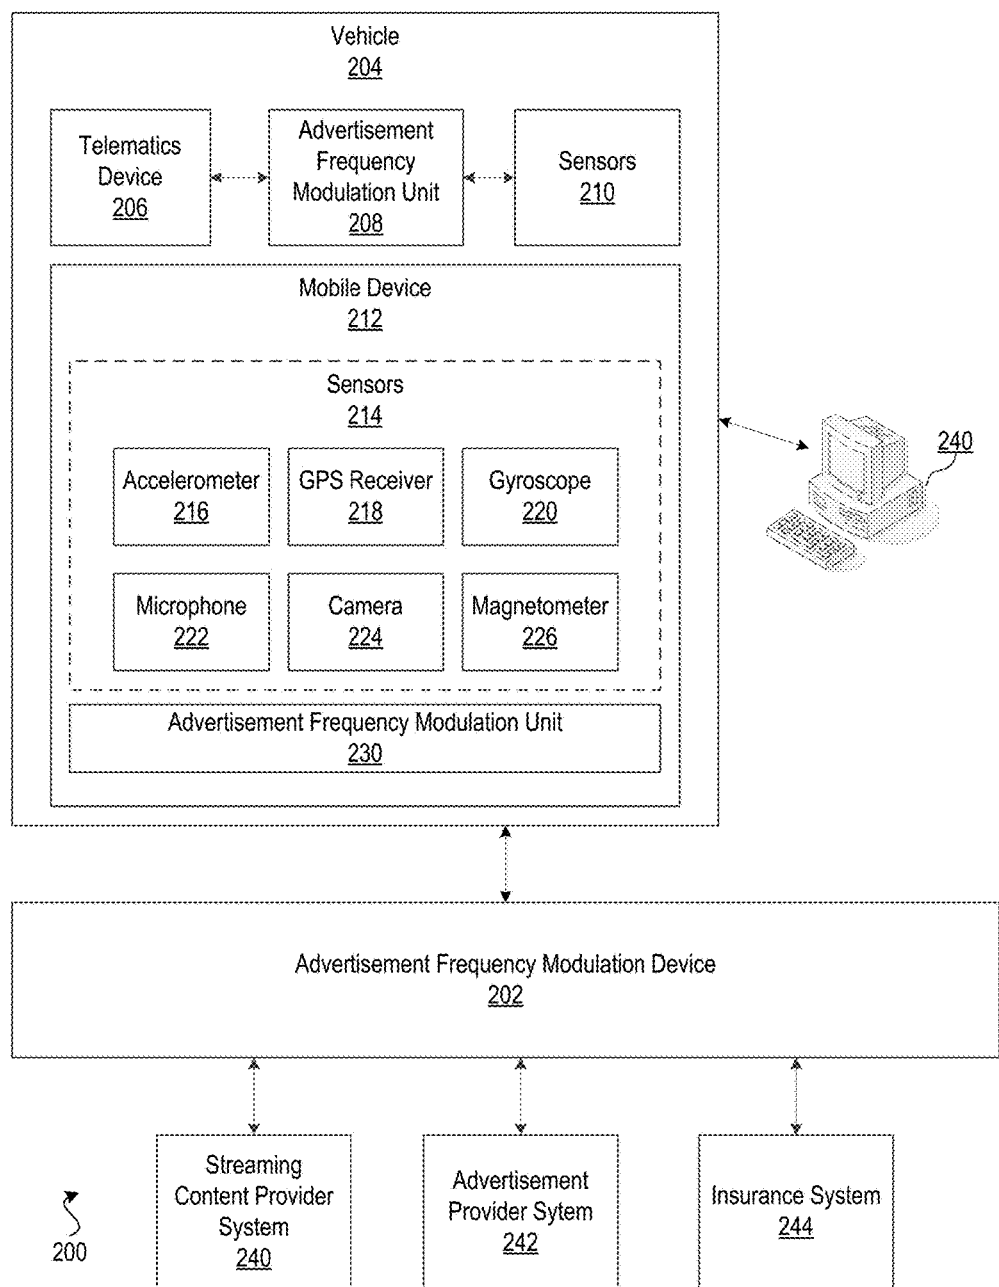 Vehicle
204
Telematics
Device
206
Advertisement
Frequency
Modulation Unit
208
Sensors
210
Mobile Device
212
Sensors
214
Accelerometer
216
GPS Receiver
218
Gyroscope
220
Microphone
222
Camera
224
Magnetometer
226
Advertisement Frequency Modulation Unit
230
240
Advertisement Frequency Modulation Device
202
Streaming
Content Provider
System
240
Advertisement
Provider Sytem
242
Insurance System
244
200